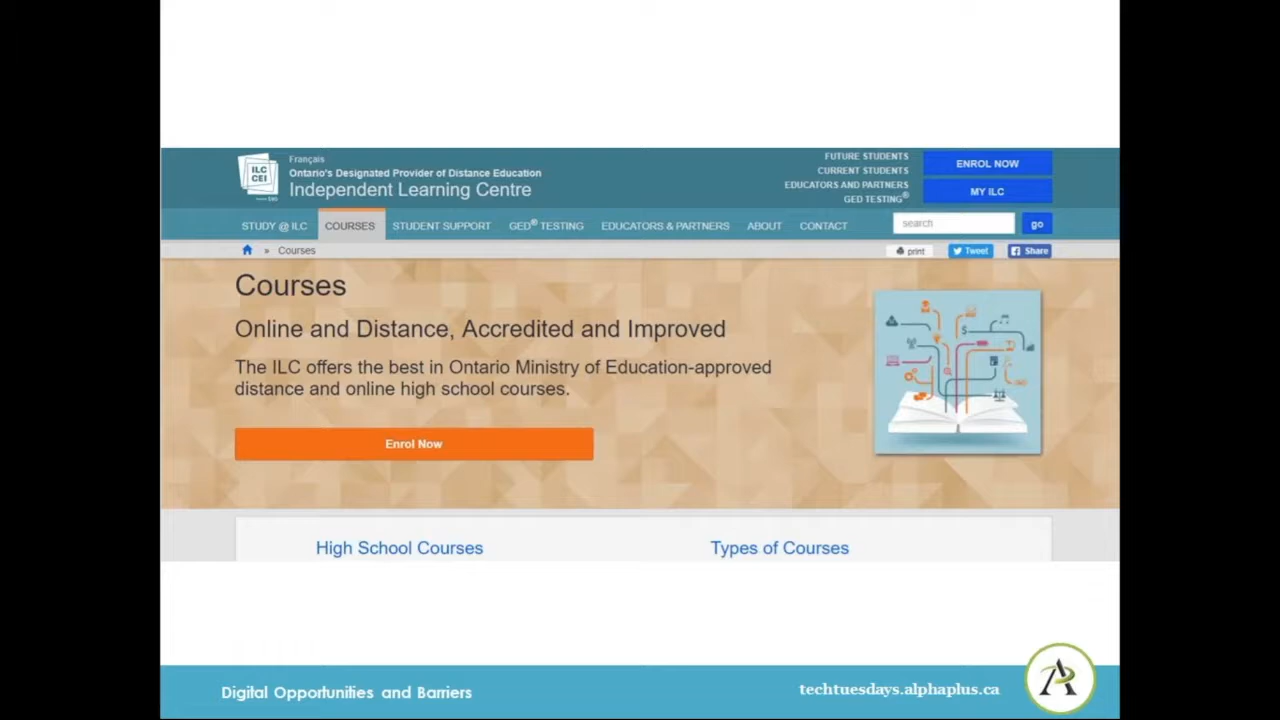 ILC
CEI
Français
Ontario's Designated Provider of Distance Education
Independent Learning Centre
FUTURE STUDENTS
CURRENT STUDENTS
EDUCATORS AND PARTNERS
GED TESTING®
ENROL NOW
MY ILC
STUDY @ ILC COURSES STUDENT SUPPORT GED® TESTING EDUCATORS & PARTNERS ABOUT CONTACT
search go
» Courses
print Tweet Share
Courses
Online and Distance, Accredited and Improved
The ILC offers the best in Ontario Ministry of Education-approved
distance and online high school courses.
Enrol Now
High School Courses Types of Courses
Digital Opportunities and Barriers
techtuesdays.alphaplus.ca